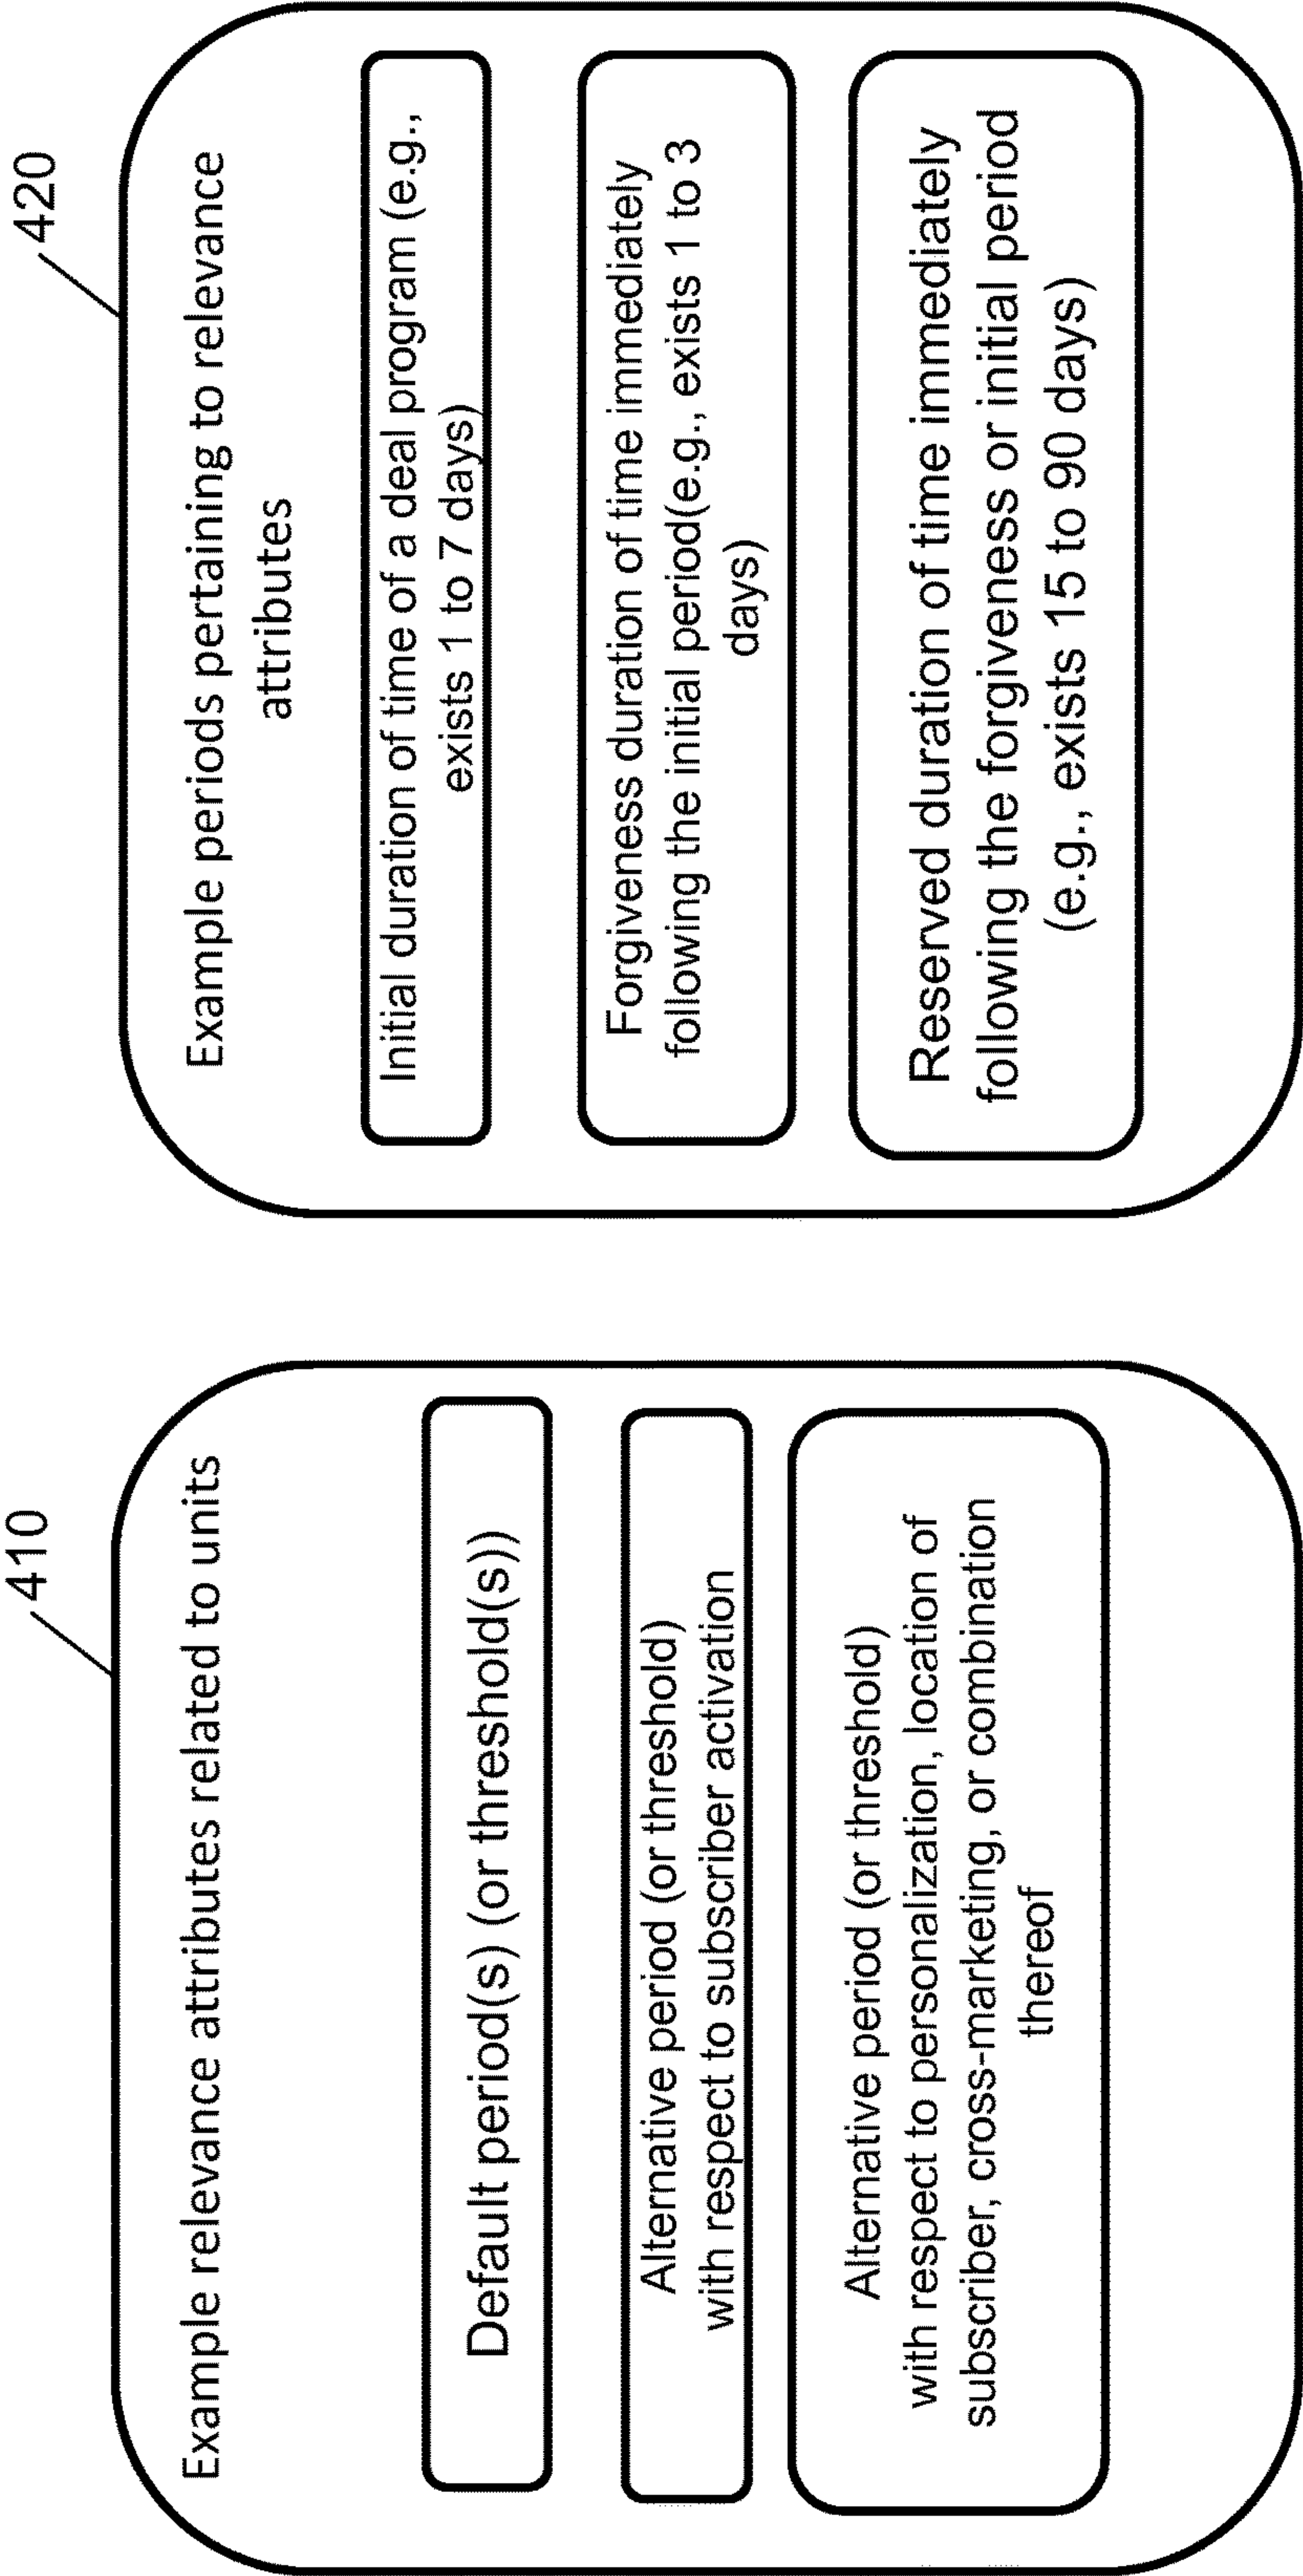 410
Example relevance attributes related to units
Default period(s) (or threshold(s))
Alternative period (or threshold)
with respect to subscriber activation
Alternative period (or threshold)
with respect to personalization, location of
subscriber, cross-marketing, or combination
thereof
420
Example periods pertaining to relevance
attributes
Initial duration of time of a deal program (e.g.,
exists 1 to 7 days)
Forgiveness duration of time immediately
following the initial period(e.g., exists 1 to 3
days)
Reserved duration of time immediately
following the forgiveness or initial period
(e.g., exists 15 to 90 days)